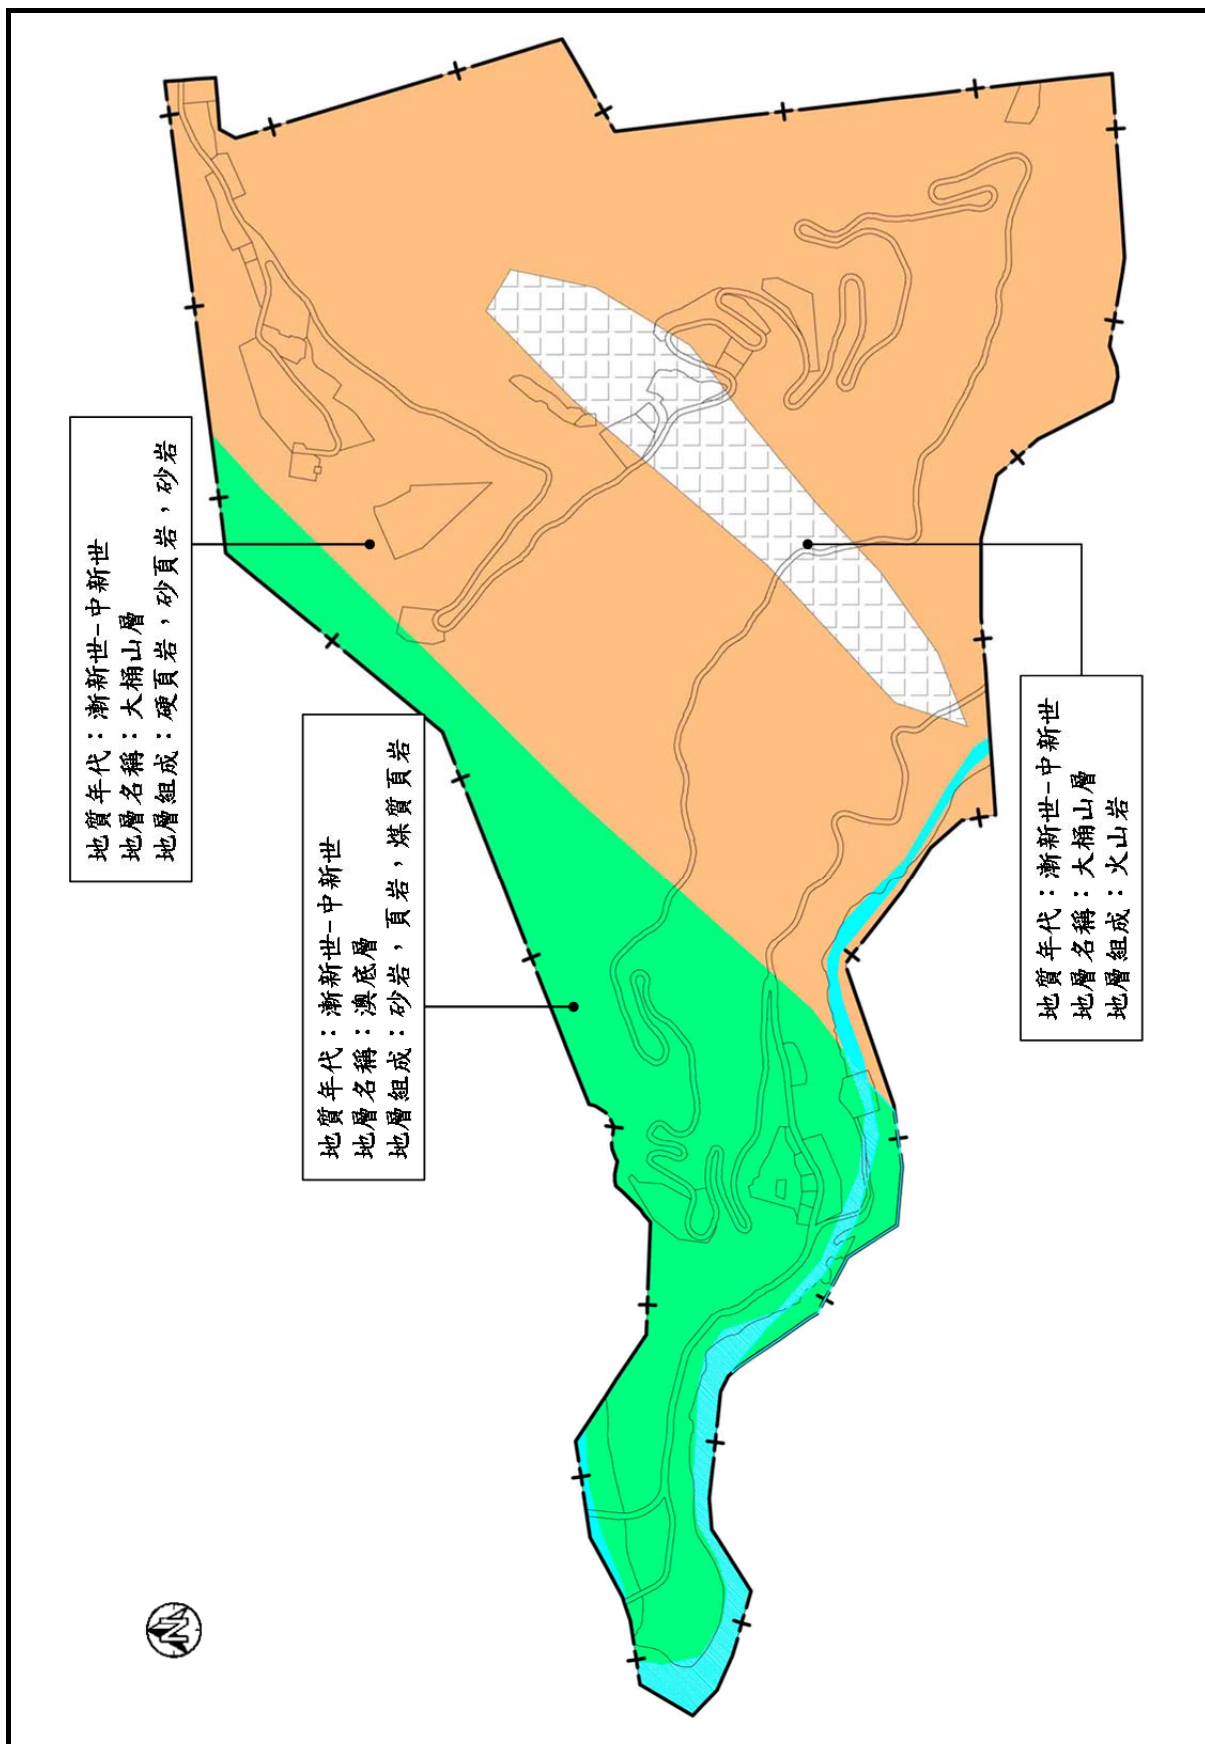 地質年代：漸新世-中新世
地層名稱：大桶山層
地層組成：硬頁岩，砂頁岩，砂岩
地質年代：漸新世-中新世
地層名稱：澳底層
地層組成：砂岩，頁岩，煤質頁岩
地質年代：漸新世-中新世
地層名稱：大桶山層
地層組成：火山岩
N